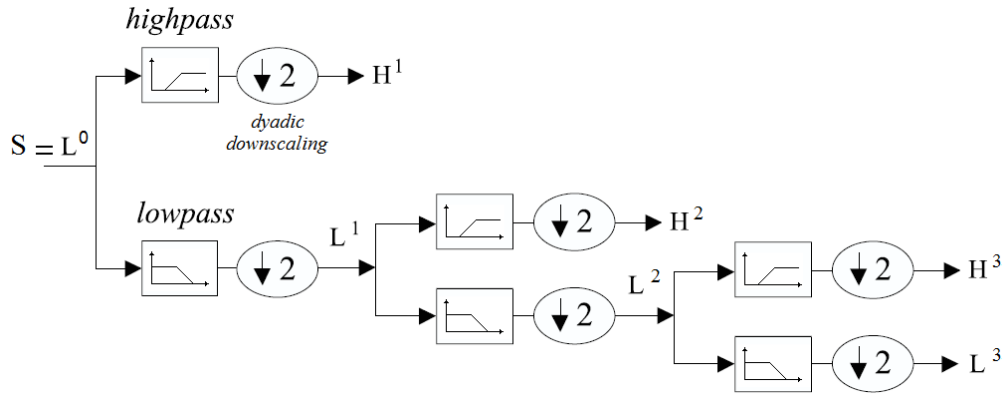 highpass
↓ 2
H¹
dyadic
downscaling
S = L⁰
lowpass
↓ 2
L¹
↓ 2
H²
↓ 2
L²
↓ 2
H³
↓ 2
L³